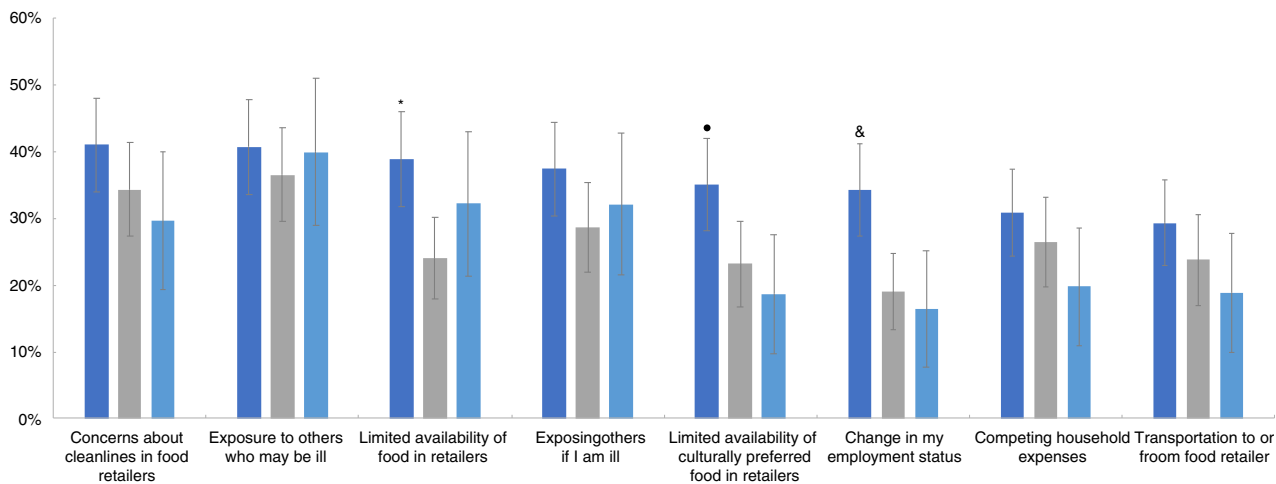 60%
50%
40%
30%
20%
10%
0%
*
●
&
Concerns about
cleanlines in food
retailers
Exposure to others
who may be ill
Limited availability of
food in retailers
Exposingothers
if I am ill
Limited availability of
culturally preferred
food in retailers
Change in my
employment status
Competing household
expenses
Transportation to or
froom food retailer